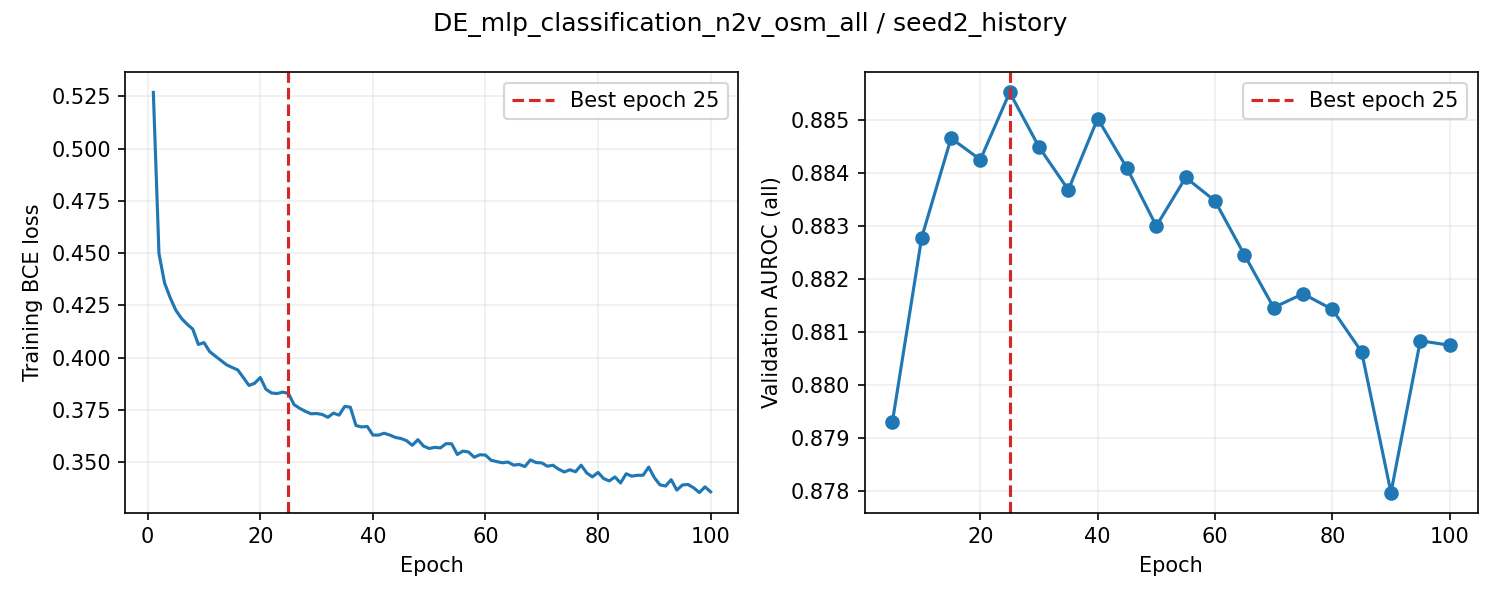 DE_mlp_classification_n2v_osm_all / seed2_history
Training BCE loss
0.525
0.500
0.475
0.450
0.425
0.400
0.375
0.350
Best epoch 25
0 20 40 60 80 100
Epoch
Validation AUROC (all)
0.885
0.884
0.883
0.882
0.881
0.880
0.879
0.878
Best epoch 25
20 40 60 80 100
Epoch